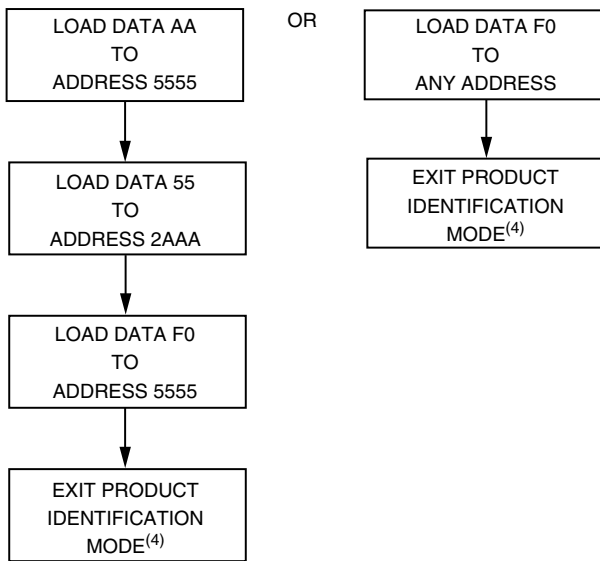 LOAD DATA AA
TO
ADDRESS 5555
LOAD DATA 55
TO
ADDRESS 2AAA
LOAD DATA F0
TO
ADDRESS 5555
EXIT PRODUCT
IDENTIFICATION
MODE(4)
OR
LOAD DATA F0
TO
ANY ADDRESS
EXIT PRODUCT
IDENTIFICATION
MODE(4)